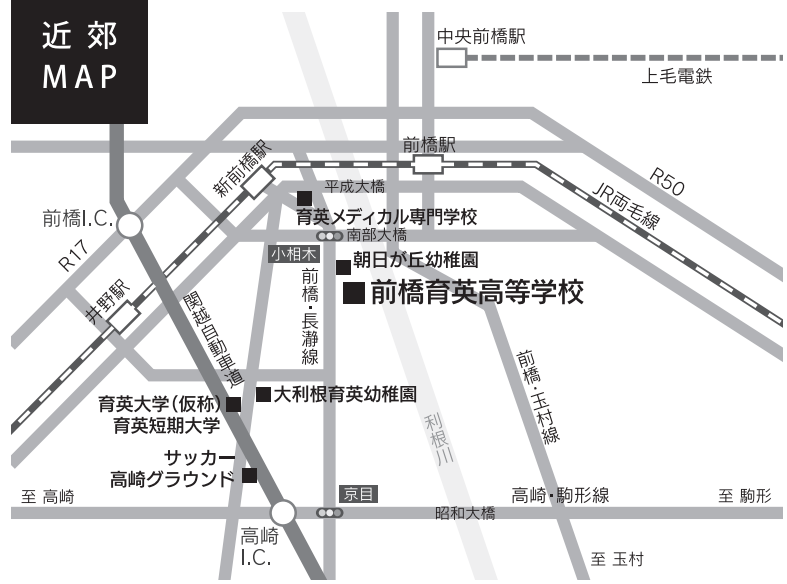 近郊
MAP
中央前橋駅
上毛電鉄
前橋駅
新前橋駅
R50
JR両毛線
平成大橋
育英メディカル専門学校
前橋I.C.
南部大橋
R17
小相木
朝日が丘幼稚園
前橋育英高等学校
井野駅
前橋・長瀞線
関越自動車道
前橋・玉村線
大利根育英幼稚園
育英大学(仮称)
育英短期大学
利根川
サッカー
高崎グラウンド
至 高崎
京目
高崎・駒形線
至 駒形
昭和大橋
高崎
I.C.
至 玉村